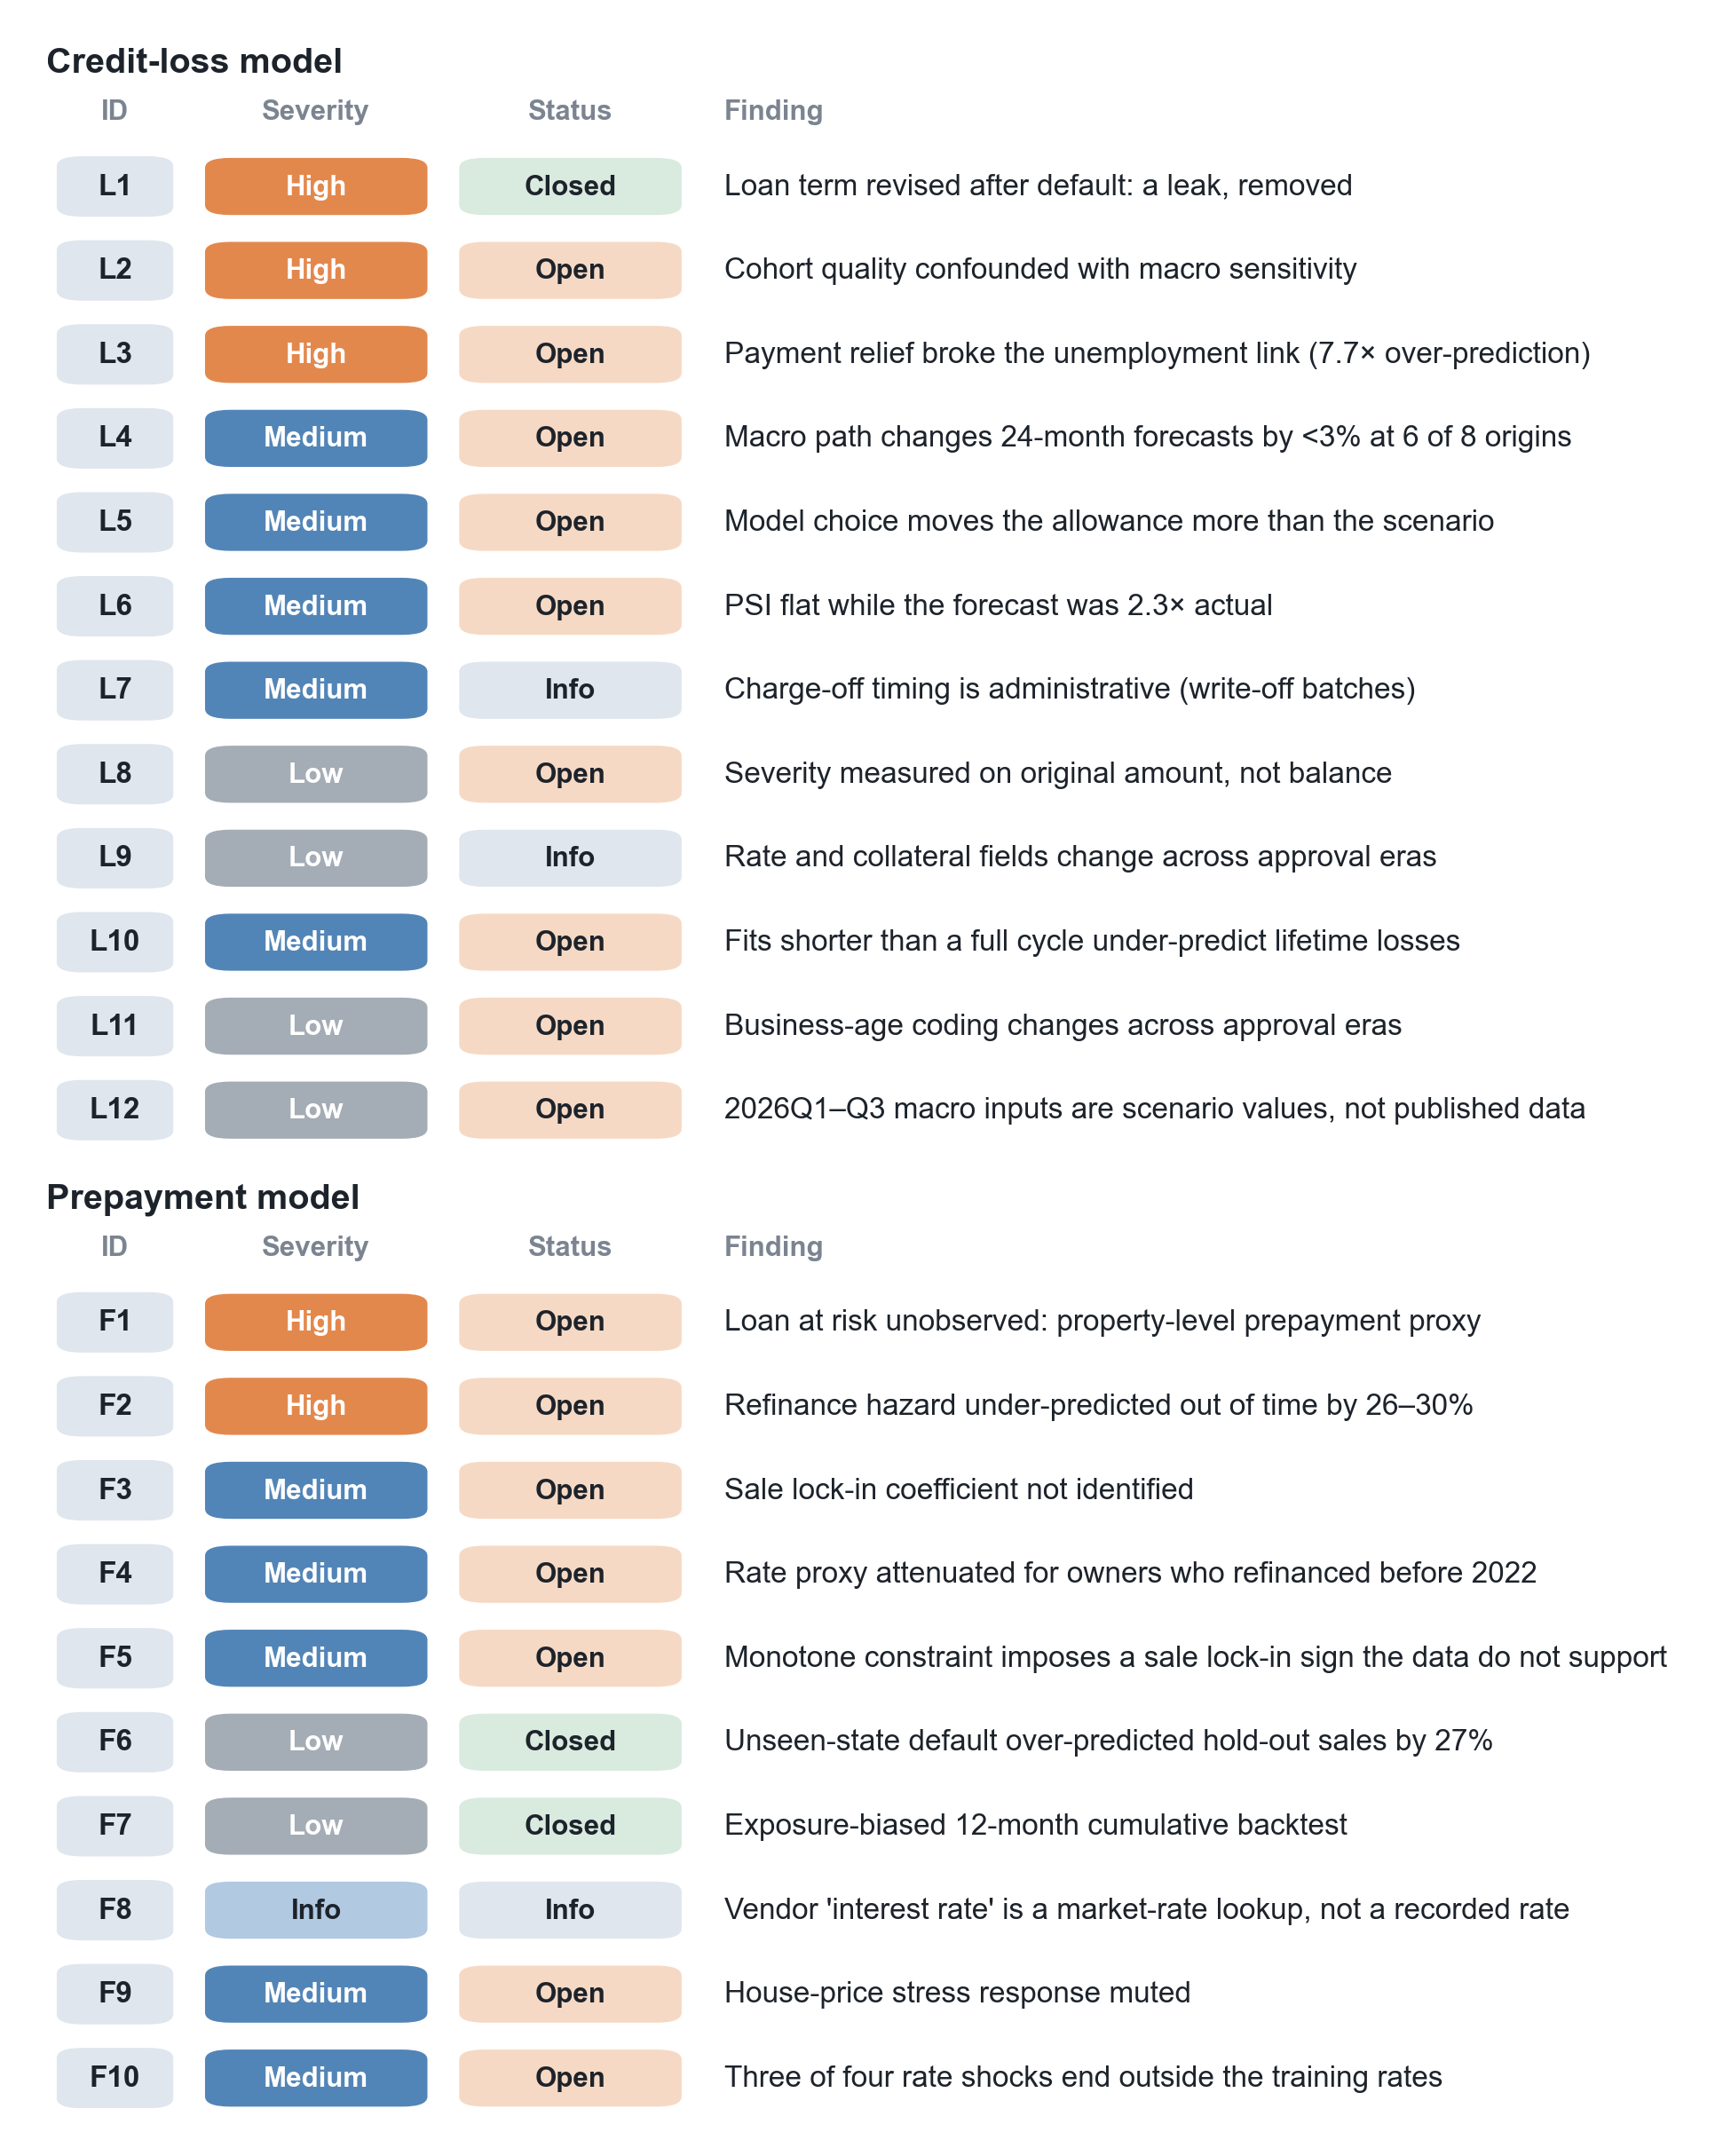 Credit-loss model
ID Severity Status Finding
L1 High Closed Loan term revised after default: a leak, removed
L2 High Open Cohort quality confounded with macro sensitivity
L3 High Open Payment relief broke the unemployment link (7.7× over-prediction)
L4 Medium Open Macro path changes 24-month forecasts by <3% at 6 of 8 origins
L5 Medium Open Model choice moves the allowance more than the scenario
L6 Medium Open PSI flat while the forecast was 2.3× actual
L7 Medium Info Charge-off timing is administrative (write-off batches)
L8 Low Open Severity measured on original amount, not balance
L9 Low Info Rate and collateral fields change across approval eras
L10 Medium Open Fits shorter than a full cycle under-predict lifetime losses
L11 Low Open Business-age coding changes across approval eras
L12 Low Open 2026Q1–Q3 macro inputs are scenario values, not published data
Prepayment model
ID Severity Status Finding
F1 High Open Loan at risk unobserved: property-level prepayment proxy
F2 High Open Refinance hazard under-predicted out of time by 26–30%
F3 Medium Open Sale lock-in coefficient not identified
F4 Medium Open Rate proxy attenuated for owners who refinanced before 2022
F5 Medium Open Monotone constraint imposes a sale lock-in sign the data do not support
F6 Low Closed Unseen-state default over-predicted hold-out sales by 27%
F7 Low Closed Exposure-biased 12-month cumulative backtest
F8 Info Info Vendor 'interest rate' is a market-rate lookup, not a recorded rate
F9 Medium Open House-price stress response muted
F10 Medium Open Three of four rate shocks end outside the training rates